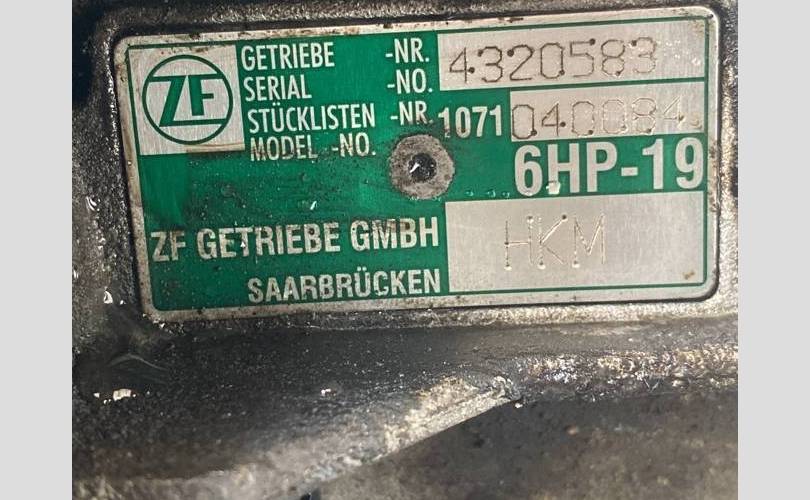 ZF
GETRIEBE -NR. 4320583
SERIAL -NO.
STÜCKLISTEN -NR. 1071 040084
MODEL -NO.
6HP-19
ZF GETRIEBE GMBH HKM
SAARBRÜCKEN